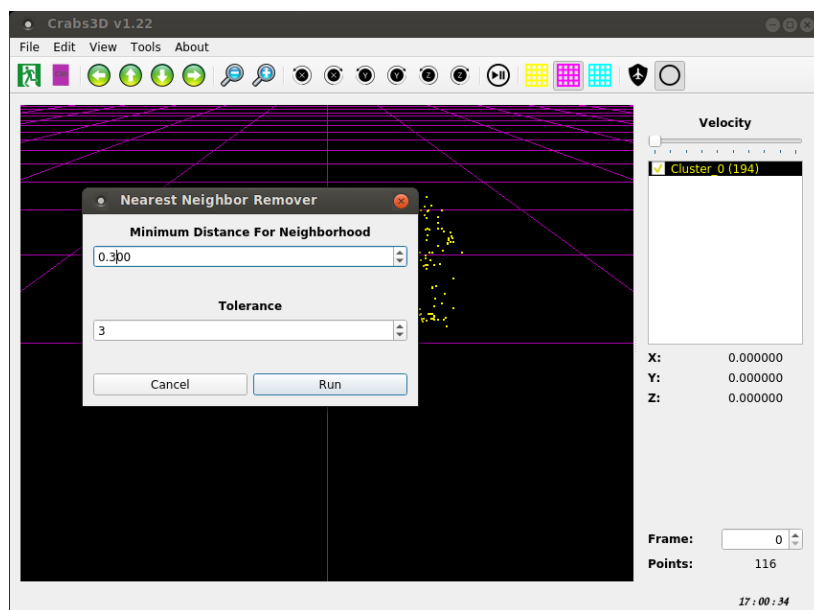 Crabs3D v1.22
File Edit View Tools About
Velocity
Cluster_0 (194)
Nearest Neighbor Remover
Minimum Distance For Neighborhood
0.300
Tolerance
3
Cancel Run
X: 0.000000
Y: 0.000000
Z: 0.000000
Frame: 0
Points: 116
17 : 00 : 34